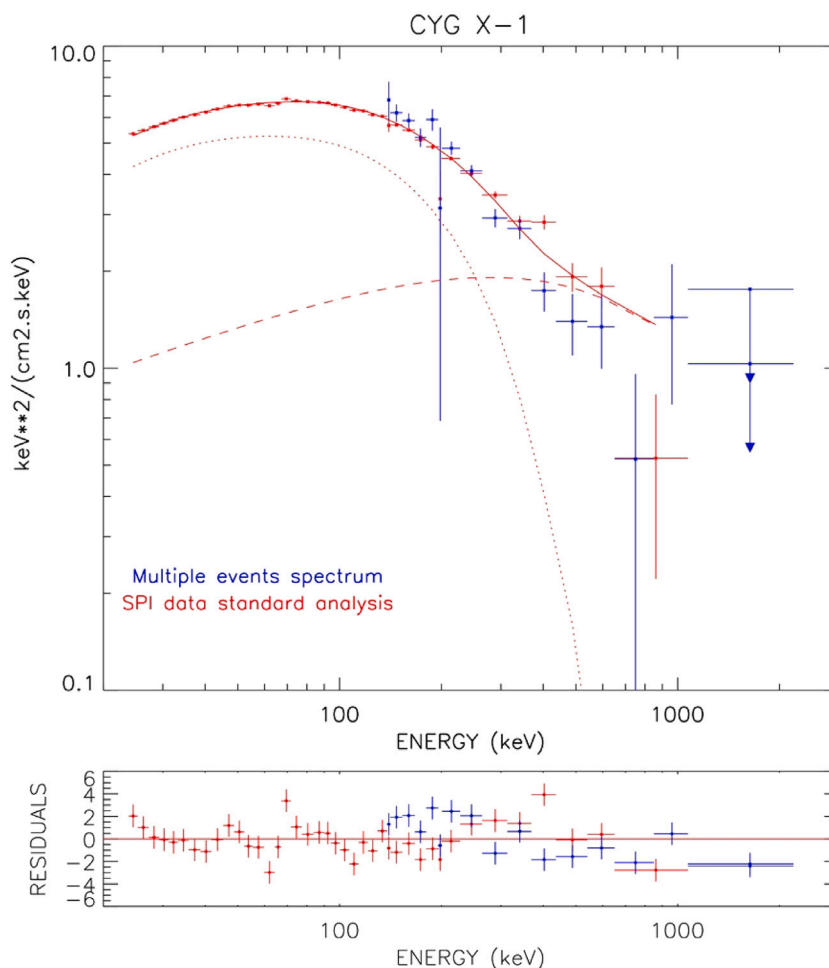 CYG X-1
10.0
1.0
0.1
keV**2/(cm2.s.keV)
Multiple events spectrum
SPI data standard analysis
100
1000
ENERGY (keV)
RESIDUALS
6
4
2
0
-2
-4
-6
100
1000
ENERGY (keV)